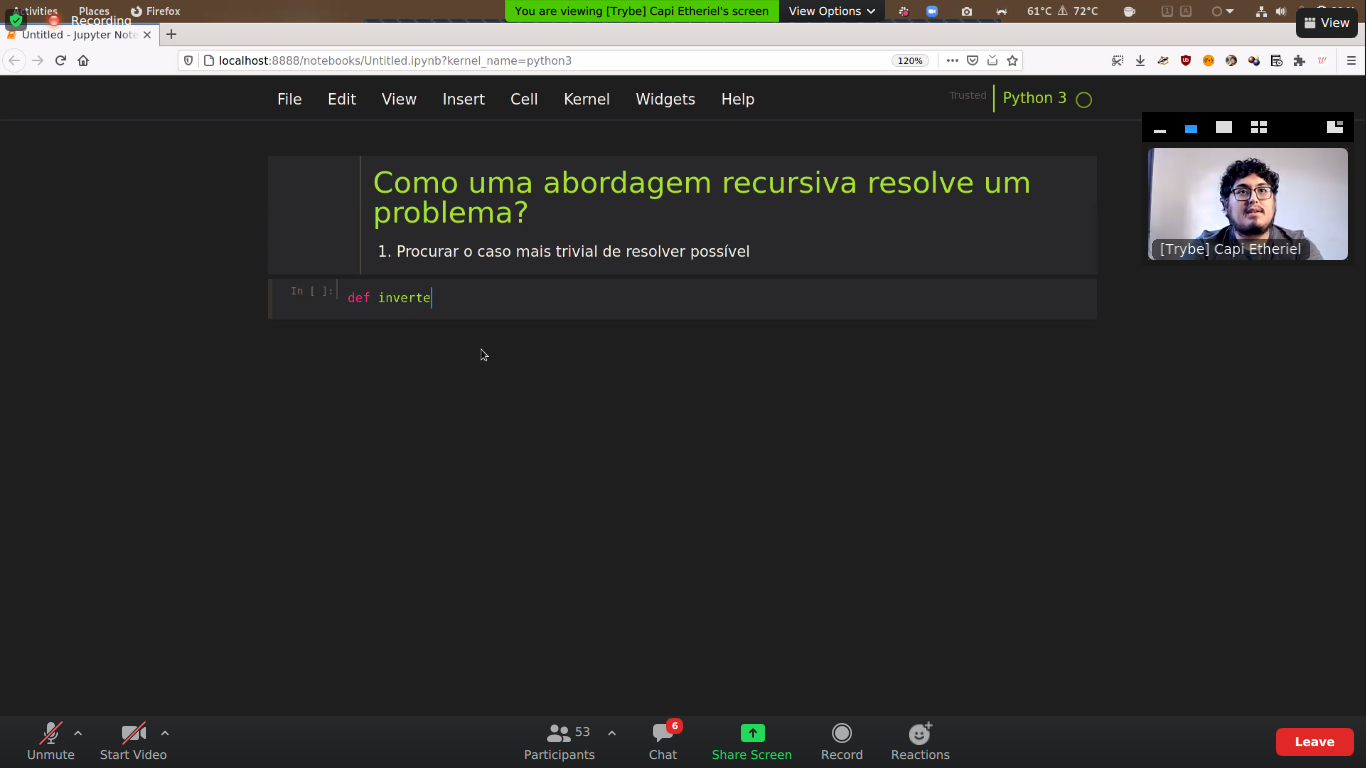 Activities Places Firefox
Recording
You are viewing [Trybe] Capi Etheriel's screen View Options
61°C 72°C
View
Untitled - Jupyter Note
localhost:8888/notebooks/Untitled.ipynb?kernel_name=python3 120%
File Edit View Insert Cell Kernel Widgets Help Trusted Python 3
Como uma abordagem recursiva resolve um
problema?
1. Procurar o caso mais trivial de resolver possível
In [ ]: def inverte
[Trybe] Capi Etheriel
53 6
Unmute Start Video Participants Chat Share Screen Record Reactions Leave